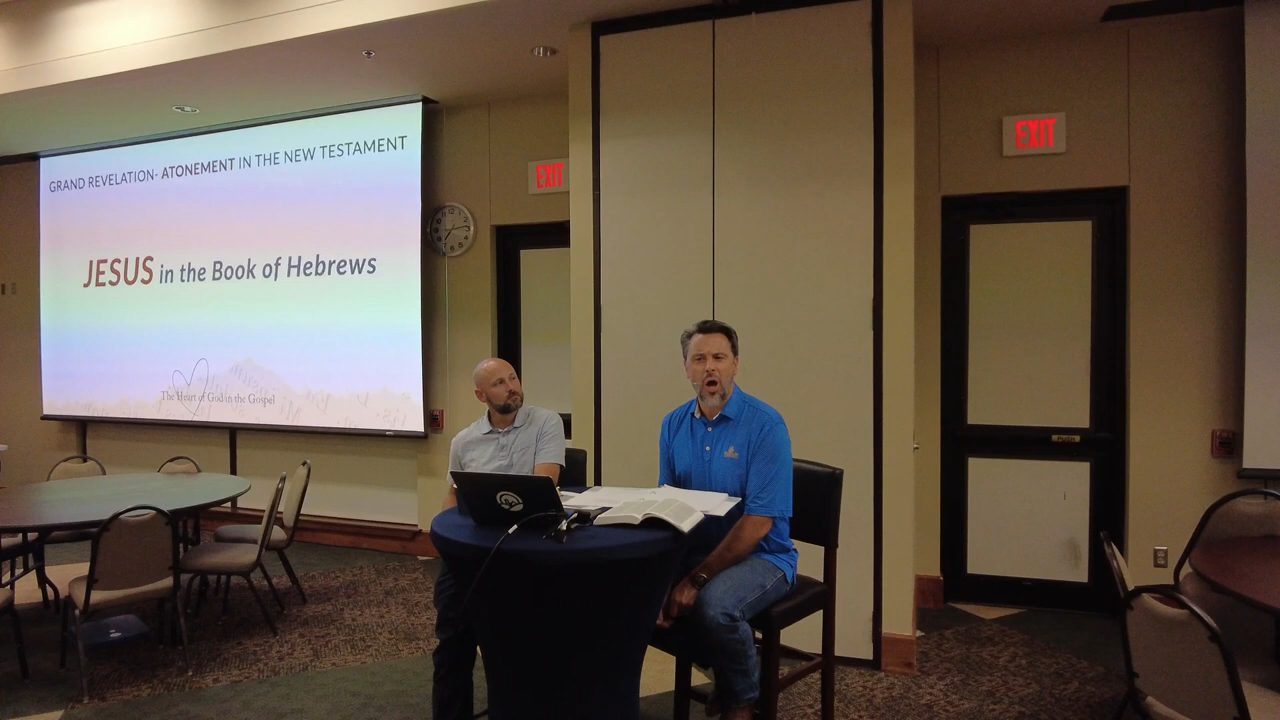 GRAND REVELATION- ATONEMENT IN THE NEW TESTAMENT
JESUS in the Book of Hebrews
The Heart of God in the Gospel
EXIT
EXIT
PUSH